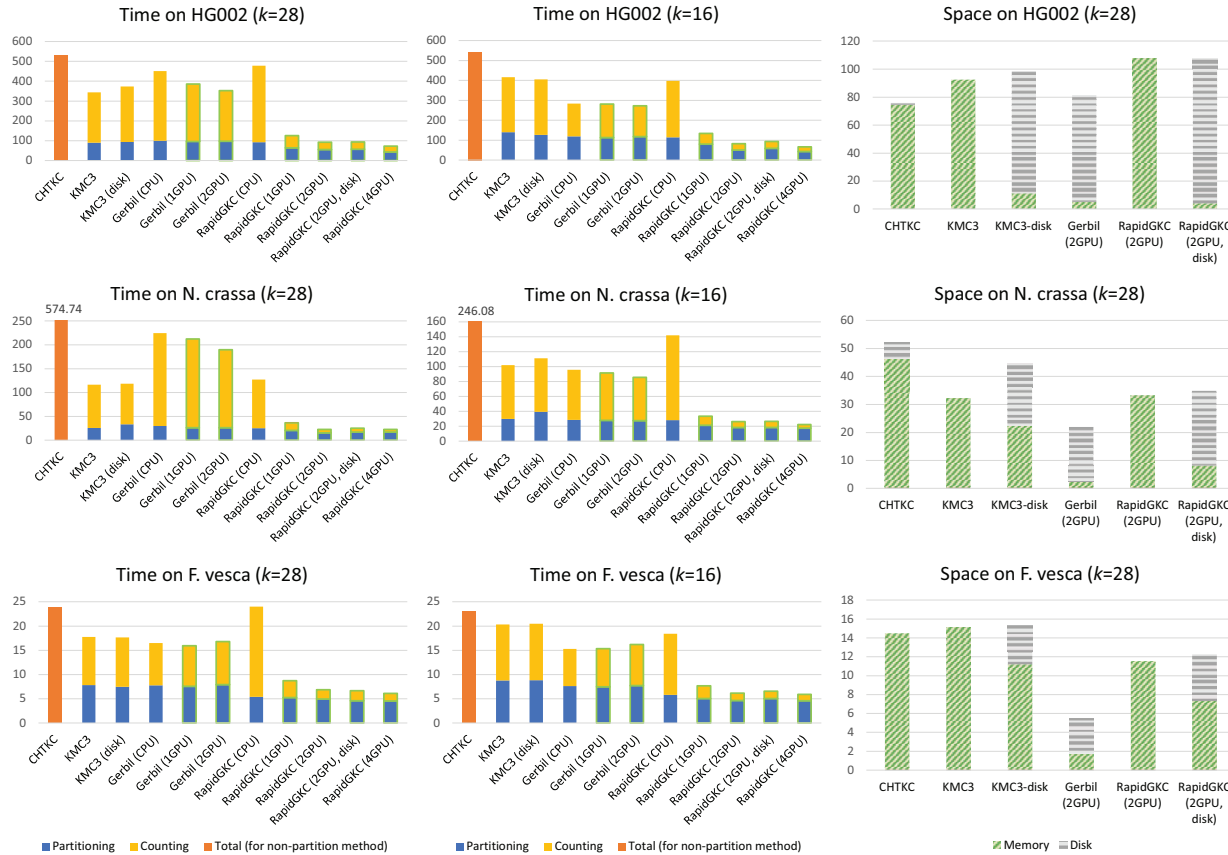 Time on HG002 (k=28)
600
500
400
300
200
100
0
CHTKC
KMC3
KMC3 (disk)
Gerbil (CPU)
Gerbil (1GPU)
Gerbil (2GPU)
RapidGKC (CPU)
RapidGKC (1GPU)
RapidGKC (2GPU)
RapidGKC (2GPU, disk)
RapidGKC (4GPU)
Time on HG002 (k=16)
600
500
400
300
200
100
0
CHTKC
KMC3
KMC3 (disk)
Gerbil (CPU)
Gerbil (1GPU)
Gerbil (2GPU)
RapidGKC (CPU)
RapidGKC (1GPU)
RapidGKC (2GPU)
RapidGKC (2GPU, disk)
RapidGKC (4GPU)
Space on HG002 (k=28)
120
100
80
60
40
20
0
CHTKC
KMC3
KMC3-disk
Gerbil
(2GPU)
RapidGKC
(2GPU)
RapidGKC
(2GPU,
disk)
Time on N. crassa (k=28)
574.74
250
200
150
100
50
0
CHTKC
KMC3
KMC3 (disk)
Gerbil (CPU)
Gerbil (1GPU)
Gerbil (2GPU)
RapidGKC (CPU)
RapidGKC (1GPU)
RapidGKC (2GPU)
RapidGKC (2GPU, disk)
RapidGKC (4GPU)
Time on N. crassa (k=16)
246.08
160
140
120
100
80
60
40
20
0
CHTKC
KMC3
KMC3 (disk)
Gerbil (CPU)
Gerbil (1GPU)
Gerbil (2GPU)
RapidGKC (CPU)
RapidGKC (1GPU)
RapidGKC (2GPU)
RapidGKC (2GPU, disk)
RapidGKC (4GPU)
Space on N. crassa (k=28)
60
50
40
30
20
10
0
CHTKC
KMC3
KMC3-disk
Gerbil
(2GPU)
RapidGKC
(2GPU)
RapidGKC
(2GPU,
disk)
Time on F. vesca (k=28)
25
20
15
10
5
0
CHTKC
KMC3
KMC3 (disk)
Gerbil (CPU)
Gerbil (1GPU)
Gerbil (2GPU)
RapidGKC (CPU)
RapidGKC (1GPU)
RapidGKC (2GPU)
RapidGKC (2GPU, disk)
RapidGKC (4GPU)
Partitioning
Counting
Total (for non-partition method)
Time on F. vesca (k=16)
25
20
15
10
5
0
CHTKC
KMC3
KMC3 (disk)
Gerbil (CPU)
Gerbil (1GPU)
Gerbil (2GPU)
RapidGKC (CPU)
RapidGKC (1GPU)
RapidGKC (2GPU)
RapidGKC (2GPU, disk)
RapidGKC (4GPU)
Partitioning
Counting
Total (for non-partition method)
Space on F. vesca (k=28)
18
16
14
12
10
8
6
4
2
0
CHTKC
KMC3
KMC3-disk
Gerbil
(2GPU)
RapidGKC
(2GPU)
RapidGKC
(2GPU,
disk)
Memory
Disk